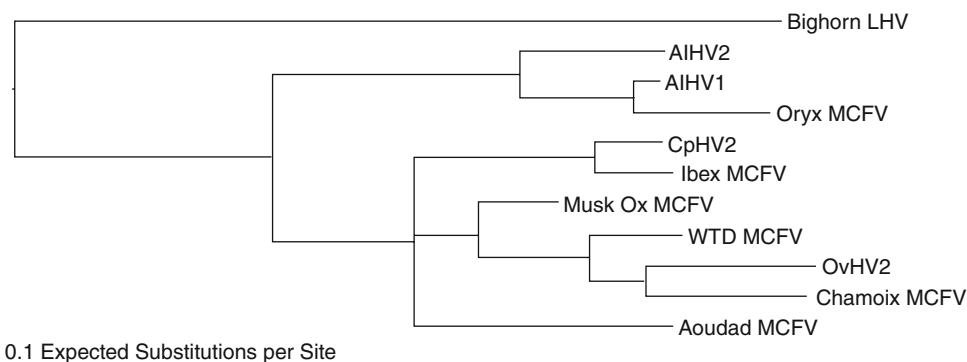 Bighorn LHV
AIHV2
AIHV1
Oryx MCFV
CpHV2
Ibex MCFV
Musk Ox MCFV
WTD MCFV
OvHV2
Chamoix MCFV
Aoudad MCFV
0.1 Expected Substitutions per Site